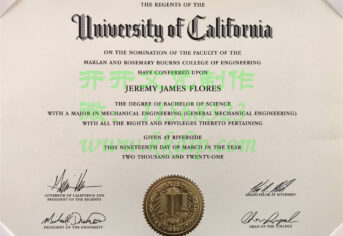 THE REGENTS OF THE
University of California
ON THE NOMINATION OF THE FACULTY OF THE
MARLAN AND ROSEMARY BOURNS COLLEGE OF ENGINEERING
HAVE CONFERRED UPON
JEREMY JAMES FLORES
THE DEGREE OF BACHELOR OF SCIENCE
WITH A MAJOR IN MECHANICAL ENGINEERING (GENERAL MECHANICAL ENGINEERING)
WITH ALL THE RIGHTS AND PRIVILEGES THERETO PERTAINING
GIVEN AT RIVERSIDE
THIS NINETEENTH DAY OF MARCH IN THE YEAR
TWO THOUSAND AND TWENTY-ONE
GOVERNOR OF CALIFORNIA AND
PRESIDENT OF THE REGENTS
CHANCELLOR AT RIVERSIDE
PRESIDENT OF THE UNIVERSITY
DEAN OF THE COLLEGE